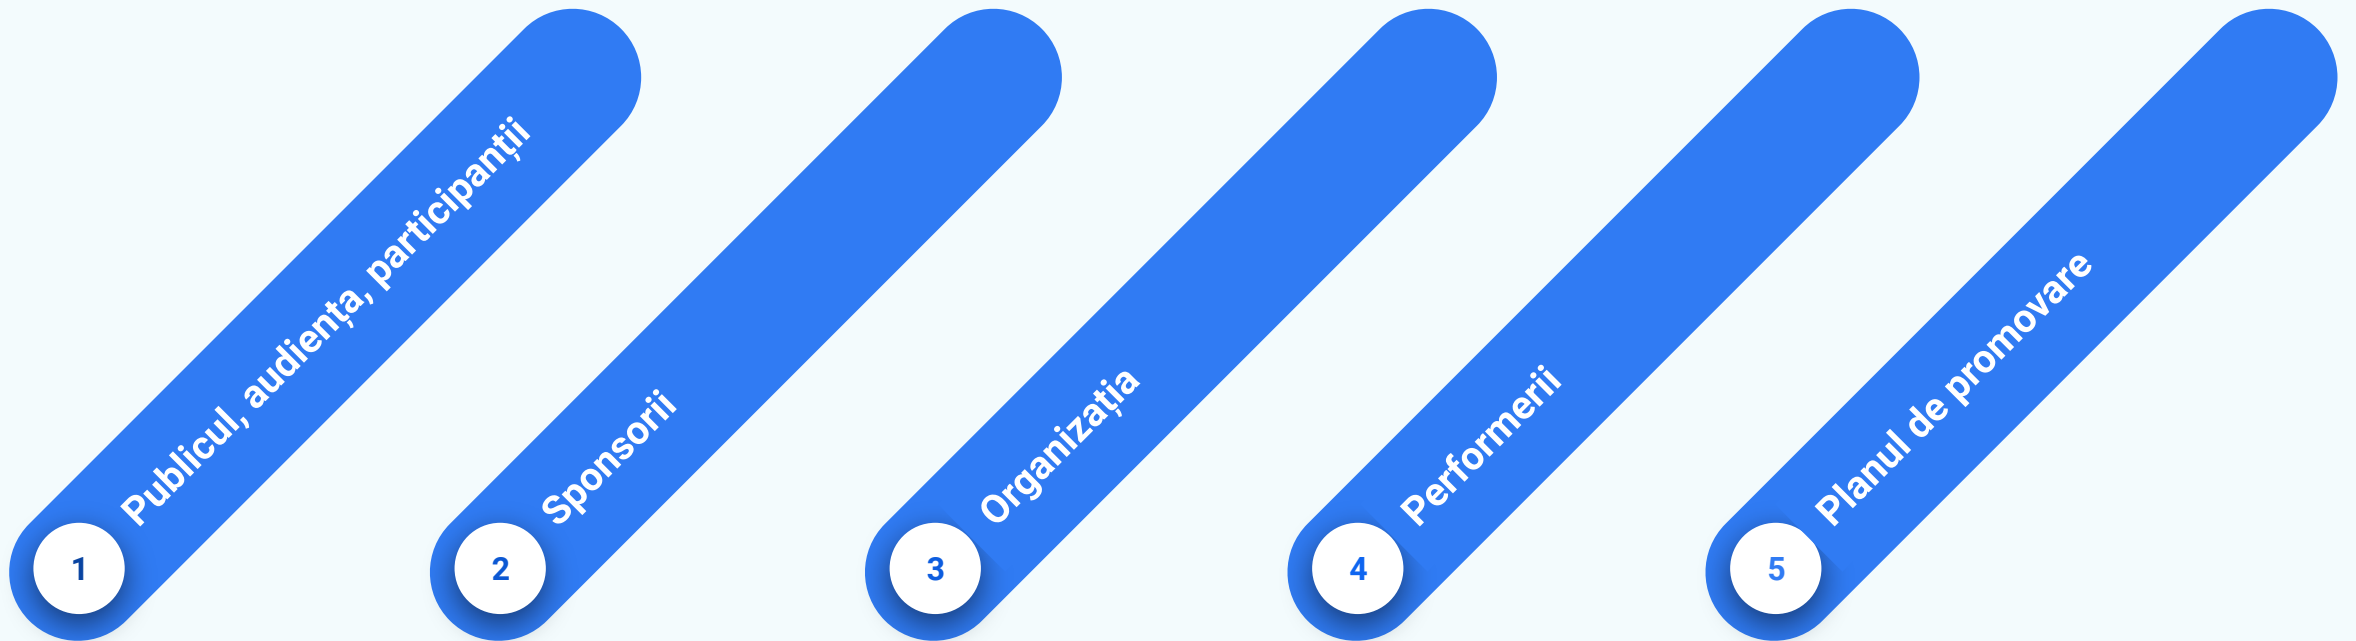 1
Publicul, audiența, participanții
2
Sponsorii
3
Organizația
4
Performerii
5
Planul de promovare